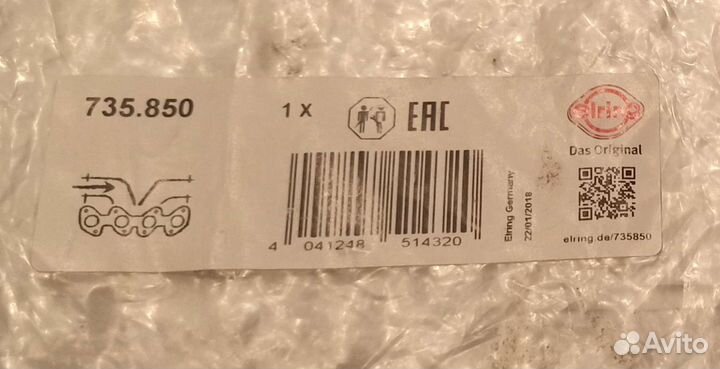 735.850
1 X
EAC
elring
Das Original
4 041248 514320
Elring Germany
22/01/2018
elring.de/735850
Avito